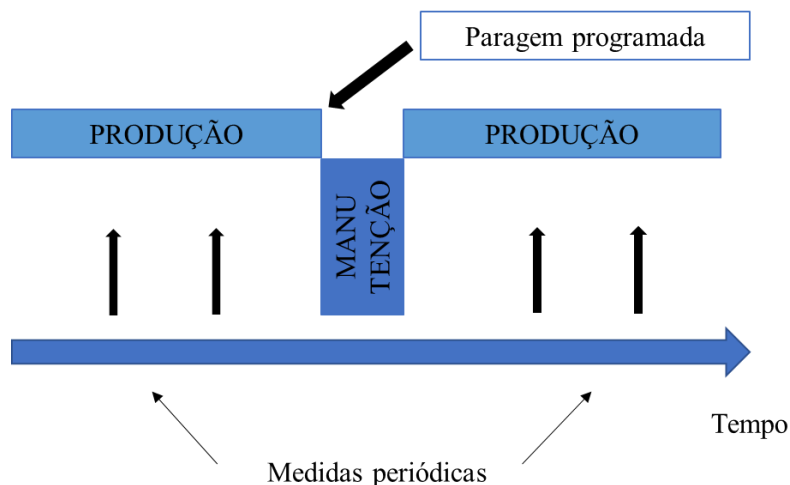 Paragem programada
PRODUÇÃO
PRODUÇÃO
MANU
TENÇÃO
Tempo
Medidas periódicas